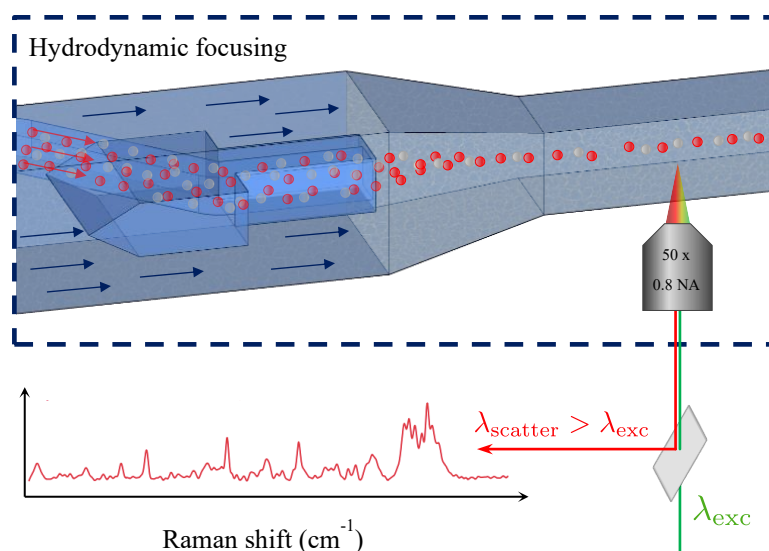 Hydrodynamic focusing
50 x
0.8 NA
λscatter > λexc
λexc
Raman shift (cm⁻¹)